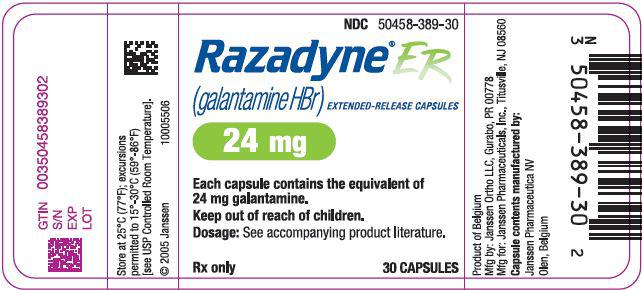 NDC 50458-389-30
Razadyne® ER
(galantamine HBr) EXTENDED-RELEASE CAPSULES
24 mg
Each capsule contains the equivalent of
24 mg galantamine.
Keep out of reach of children.
Dosage: See accompanying product literature.
Rx only 30 CAPSULES
GTIN 00350458389302
S/N
EXP
LOT
Store at 25°C (77°F); excursions
permitted to 15°-30°C (59°-86°F)
[see USP Controlled Room Temperature].
© 2005 Janssen 10005506
Product of Belgium
Mfg by: Janssen Ortho LLC, Gurabo, PR 00778
Mfg for: Janssen Pharmaceuticals, Inc., Titusville, NJ 08560
Capsule contents manufactured by:
Janssen Pharmaceutica NV
Olen, Belgium
N
3 50458-389-30 2